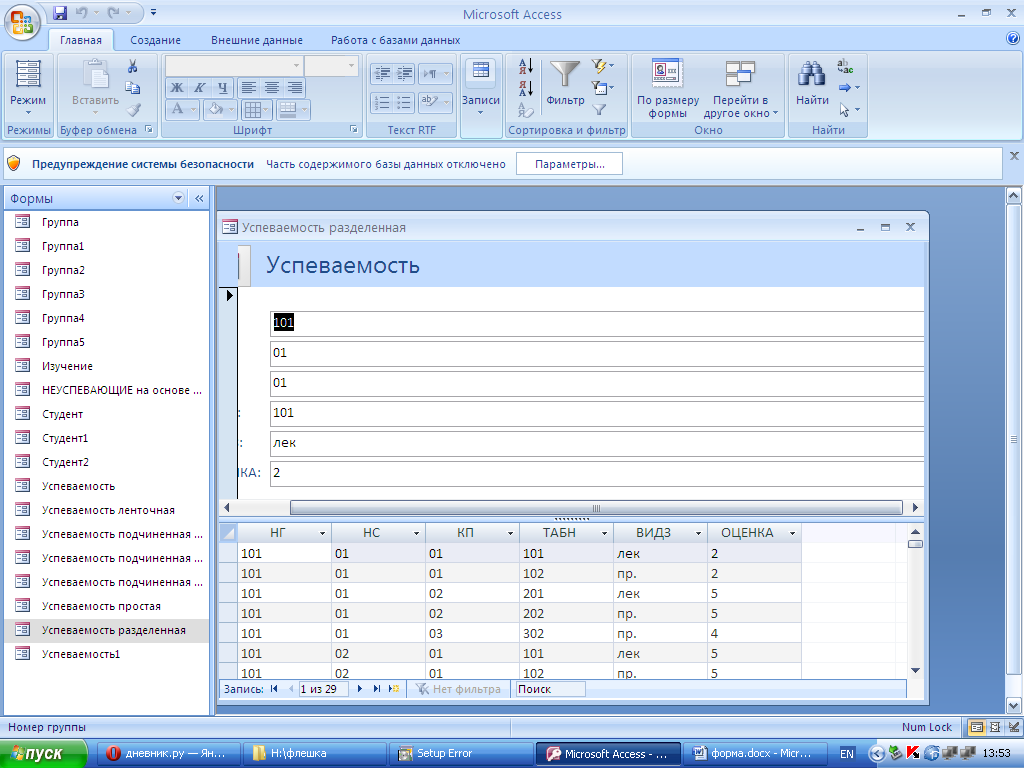 Microsoft Access
Главная Создание Внешние данные Работа с базами данных
Режим Вставить Ж К Ч Записи Фильтр По размеру формы Перейти в другое окно Найти
Режимы Буфер обмена Шрифт Текст RTF Сортировка и фильтр Окно Найти
Предупреждение системы безопасности Часть содержимого базы данных отключено Параметры...
Формы
Группа
Группа1
Группа2
Группа3
Группа4
Группа5
Изучение
НЕУСПЕВАЮЩИЕ на основе ...
Студент
Студент1
Студент2
Успеваемость
Успеваемость ленточная
Успеваемость подчиненная ...
Успеваемость подчиненная ...
Успеваемость подчиненная ...
Успеваемость простая
Успеваемость разделенная
Успеваемость1
Успеваемость разделенная
Успеваемость
101
01
01
: 101
: лек
НКА: 2
НГ НС КП ТАБН ВИДЗ ОЦЕНКА
101 01 01 101 лек 2
101 01 01 102 пр. 2
101 01 02 201 лек 5
101 01 02 202 пр. 5
101 01 03 302 пр. 4
101 02 01 101 лек 5
101 02 01 102 пр. 5
Запись: 1 из 29 Нет фильтра Поиск
Номер группы Num Lock
пуск дневник.ру — Ян... H:\флешка Setup Error Microsoft Access - ... форма.docx - Micr... EN 13:53